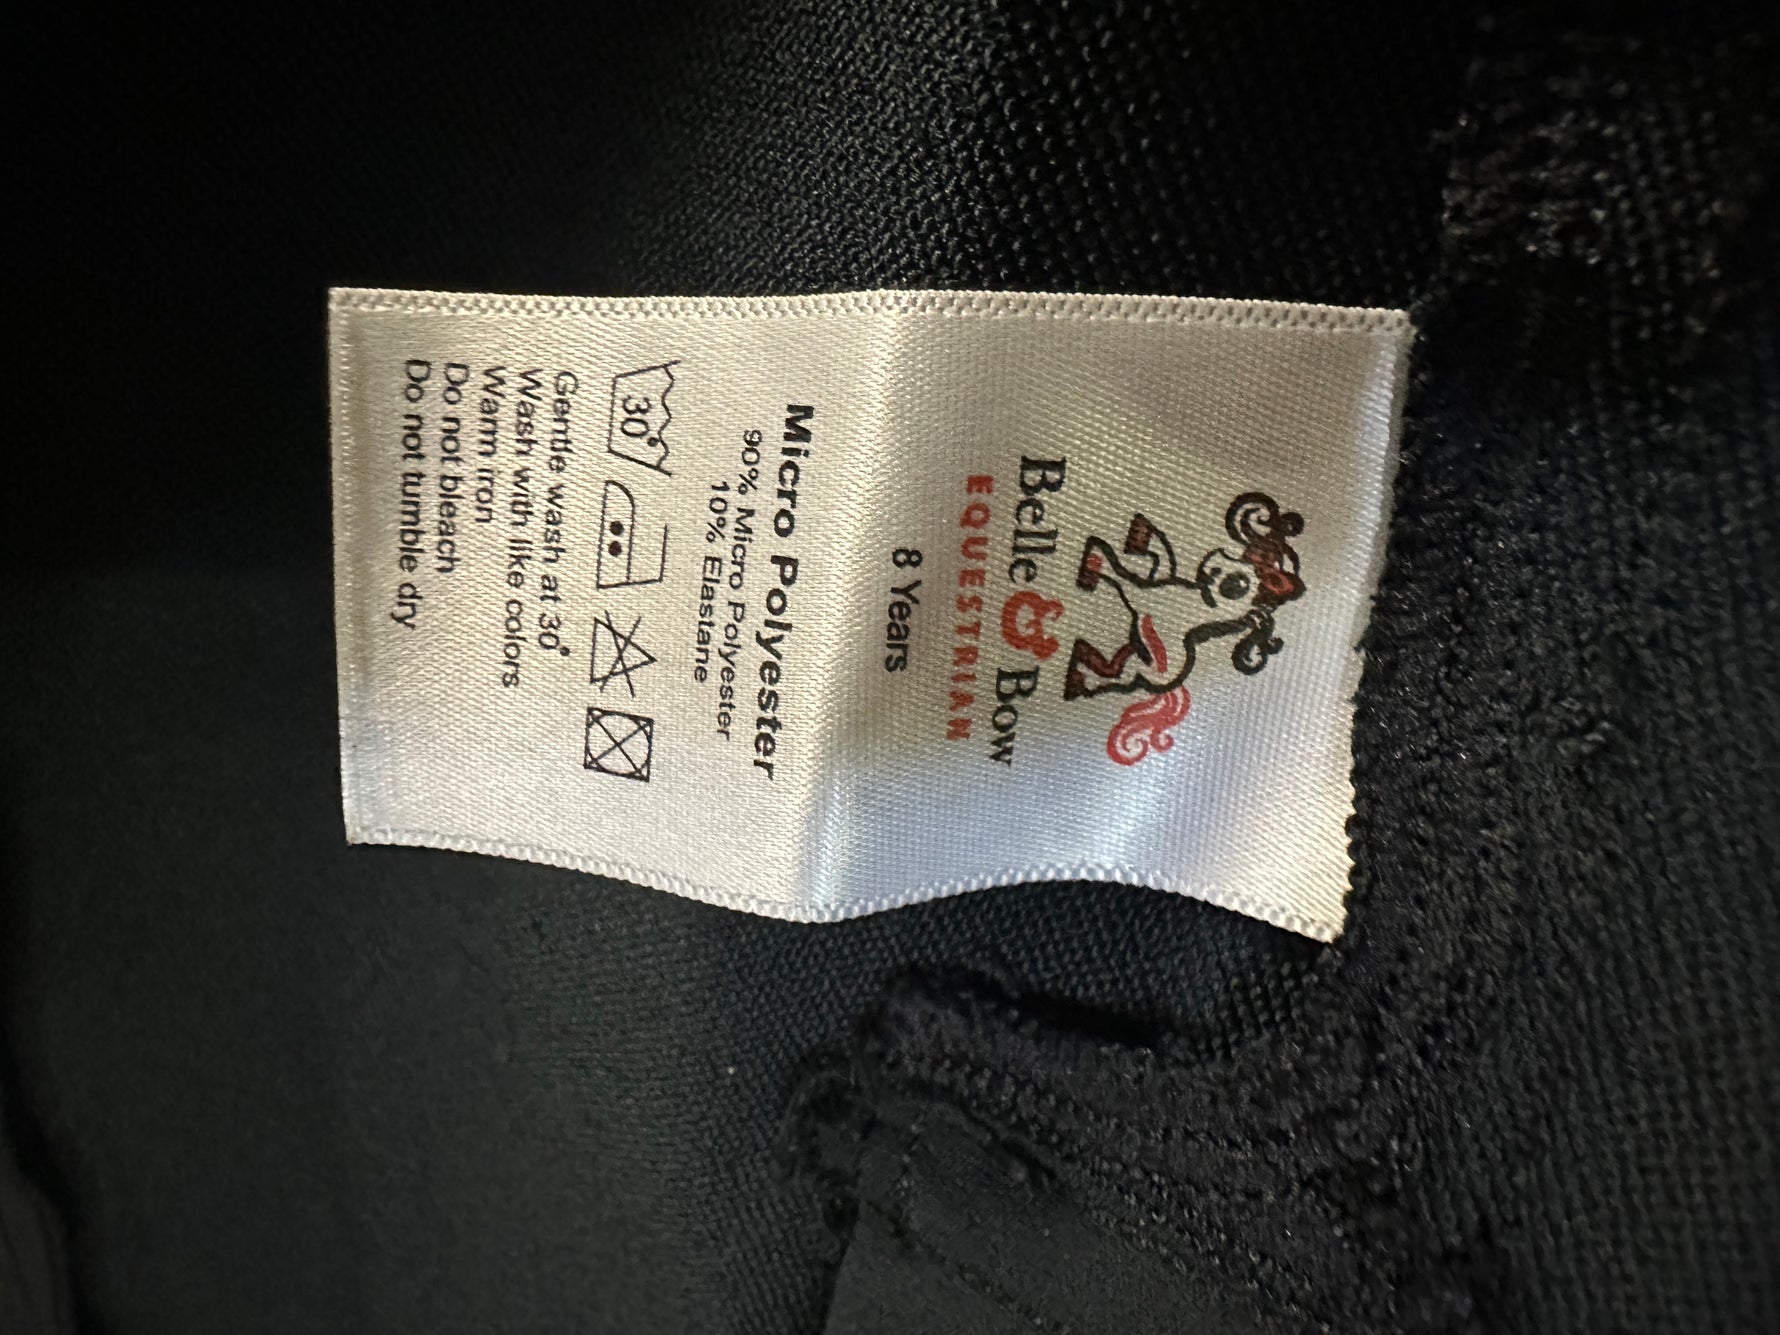 Belle & Bow
EQUESTRIAN
8 Years
Micro Polyester
90% Micro Polyester
10% Elastane
30°
Gentle wash at 30°
Wash with like colors
Warm iron
Do not bleach
Do not tumble dry